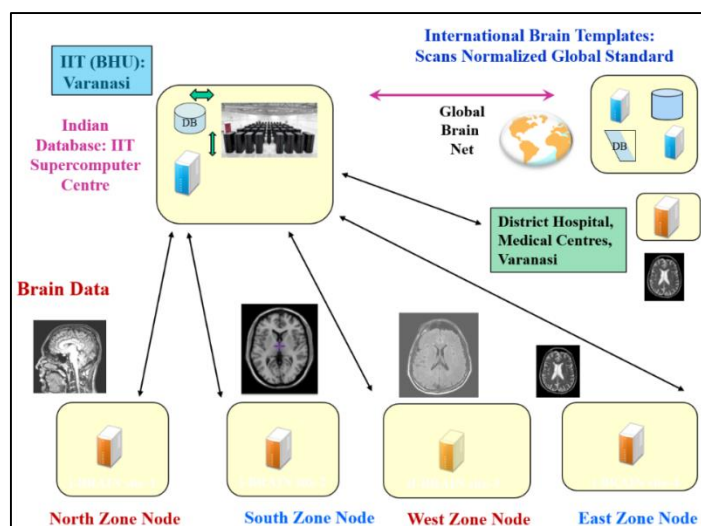 International Brain Templates:
Scans Normalized Global Standard
IIT (BHU):
Varanasi
Indian
Database: IIT
Supercomputer
Centre
DB
Global
Brain
Net
DB
District Hospital,
Medical Centres,
Varanasi
Brain Data
North Zone Node
South Zone Node
West Zone Node
East Zone Node